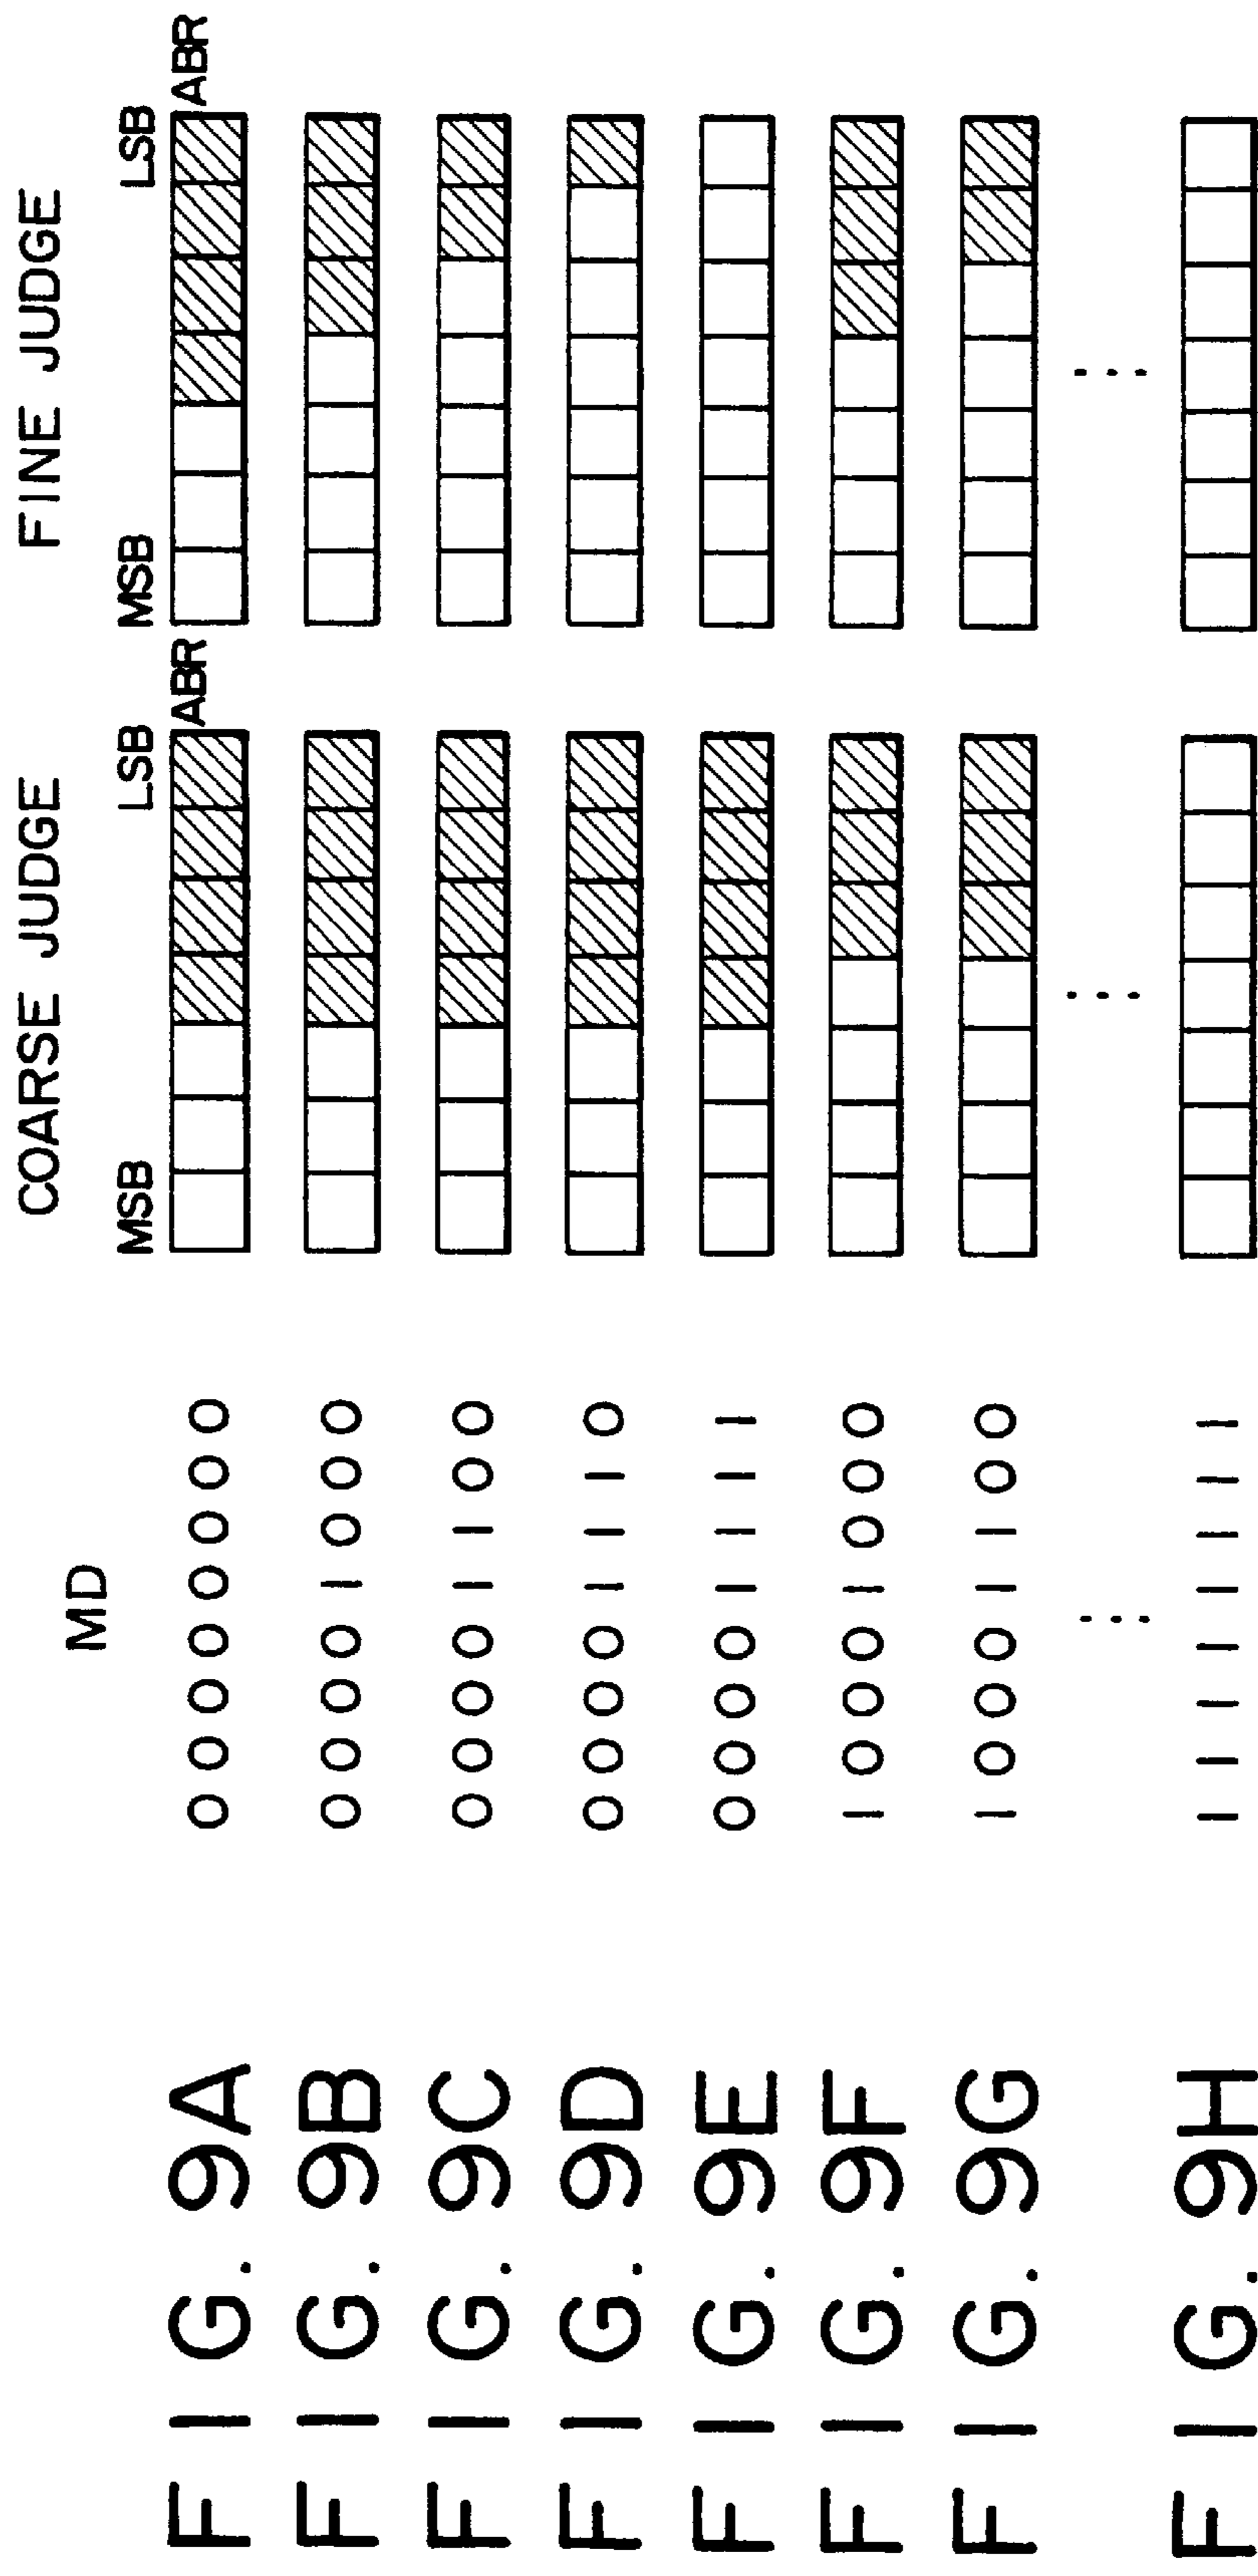 COARSE JUDGE FINE JUDGE
MD MSB LSB MSB LSB
FIG. 9A 00000000 ABR ABR
FIG. 9B 00001000
FIG. 9C 00001100
FIG. 9D 00001110
FIG. 9E 00001111
FIG. 9F 10001000
FIG. 9G 10001100
FIG. 9H 11111111